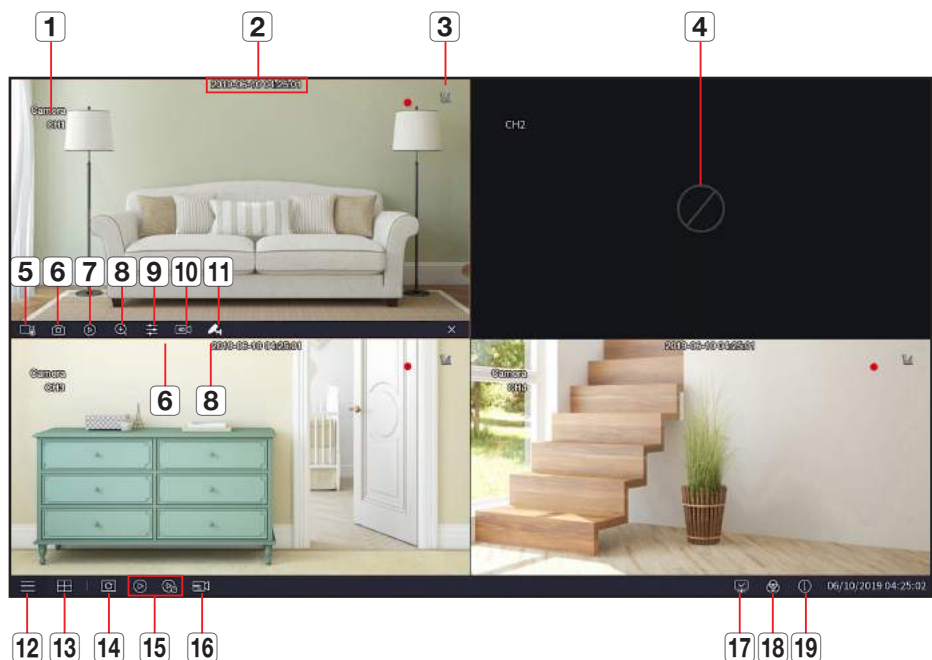 1 2 3 4
2019-06-10 04:25:01
Camera
CH1
CH2
5 6 7 8 9 10 11
2019-06-10 04:25:01
Camera
CH3
2019-06-10 04:25:01
Camera
CH4
6 8
06/10/2019 04:25:02
12 13 14 15 16 17 18 19